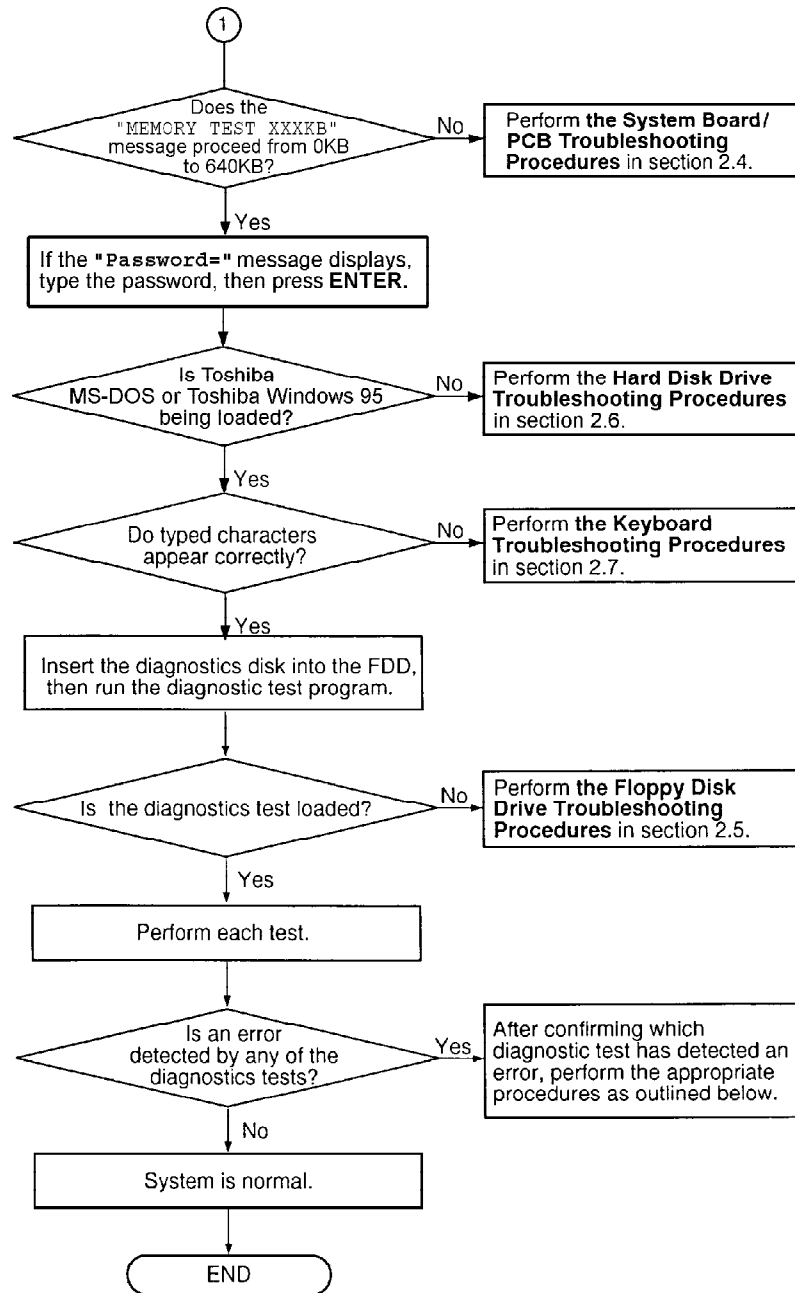 1
Does the
"MEMORY TEST XXXKB"
message proceed from 0KB
to 640KB?
No
Perform the System Board/
PCB Troubleshooting
Procedures in section 2.4.
Yes
If the "Password=" message displays,
type the password, then press ENTER.
Is Toshiba
MS-DOS or Toshiba Windows 95
being loaded?
No
Perform the Hard Disk Drive
Troubleshooting Procedures
in section 2.6.
Yes
Do typed characters
appear correctly?
No
Perform the Keyboard
Troubleshooting Procedures
in section 2.7.
Yes
Insert the diagnostics disk into the FDD,
then run the diagnostic test program.
Is the diagnostics test loaded?
No
Perform the Floppy Disk
Drive Troubleshooting
Procedures in section 2.5.
Yes
Perform each test.
Is an error
detected by any of the
diagnostics tests?
Yes
After confirming which
diagnostic test has detected an
error, perform the appropriate
procedures as outlined below.
No
System is normal.
END